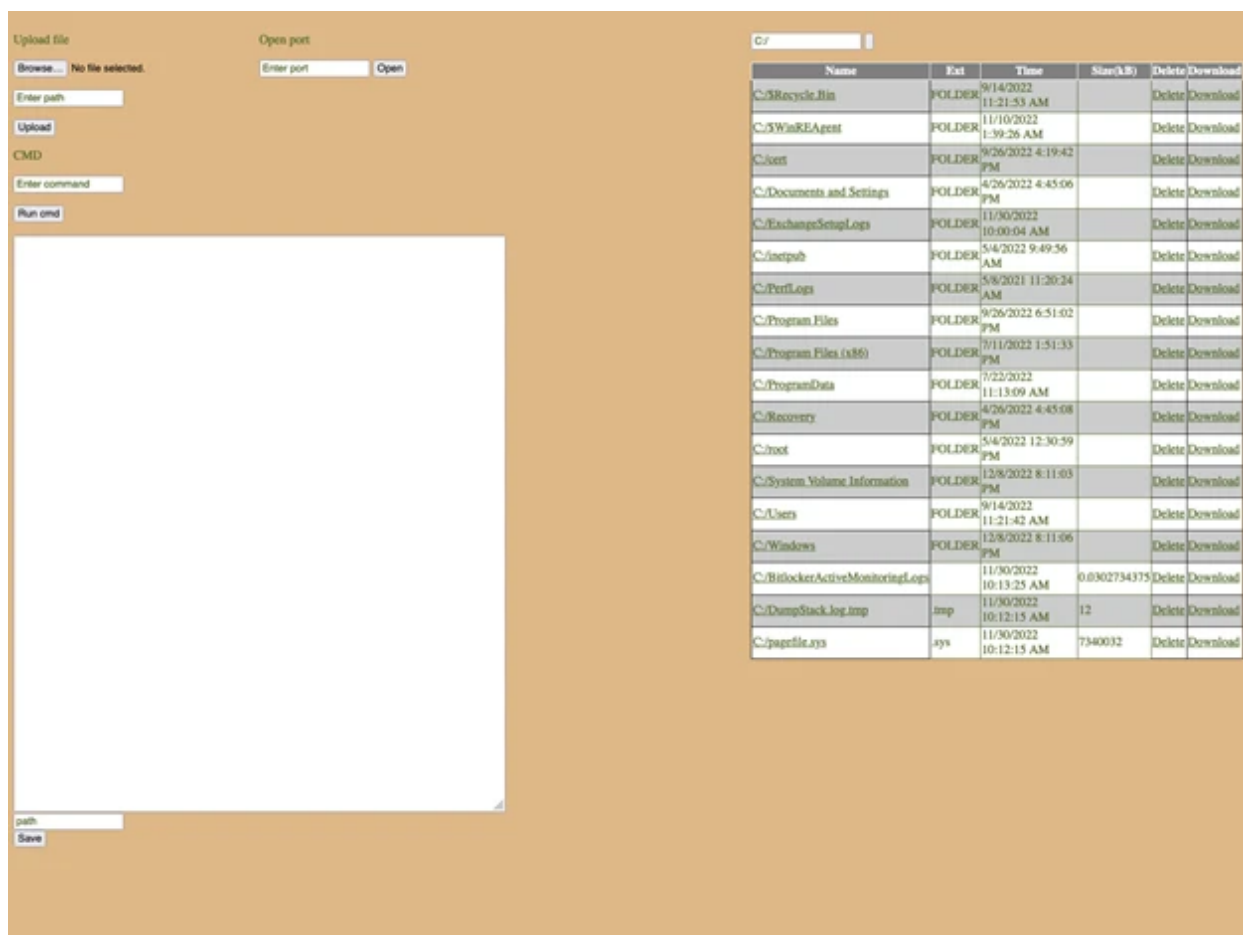 Upload file
Open port
Browse... No file selected.
Enter port Open
Enter path
Upload
CMD
Enter command
Run cmd
path
Save
C:/
Name Ext Time Size(kB) Delete Download
C:/$Recycle.Bin FOLDER 9/14/2022 11:21:53 AM Delete Download
C:/$WinREAgent FOLDER 11/10/2022 1:39:26 AM Delete Download
C:/cert FOLDER 9/26/2022 4:19:42 PM Delete Download
C:/Documents and Settings FOLDER 4/26/2022 4:45:06 PM Delete Download
C:/ExchangeSetupLogs FOLDER 11/30/2022 10:00:04 AM Delete Download
C:/inetpub FOLDER 5/4/2022 9:49:56 AM Delete Download
C:/PerfLogs FOLDER 5/8/2021 11:20:24 AM Delete Download
C:/Program Files FOLDER 9/26/2022 6:51:02 PM Delete Download
C:/Program Files (x86) FOLDER 7/11/2022 1:51:33 PM Delete Download
C:/ProgramData FOLDER 7/22/2022 11:13:09 AM Delete Download
C:/Recovery FOLDER 4/26/2022 4:45:08 PM Delete Download
C:/root FOLDER 5/4/2022 12:30:59 PM Delete Download
C:/System Volume Information FOLDER 12/8/2022 8:11:03 PM Delete Download
C:/Users FOLDER 9/14/2022 11:21:42 AM Delete Download
C:/Windows FOLDER 12/8/2022 8:11:06 PM Delete Download
C:/BitlockerActiveMonitoringLogs 11/30/2022 10:13:25 AM 0.0302734375 Delete Download
C:/DumpStack.log.tmp .tmp 11/30/2022 10:12:15 AM 12 Delete Download
C:/pagefile.sys .sys 11/30/2022 10:12:15 AM 7340032 Delete Download